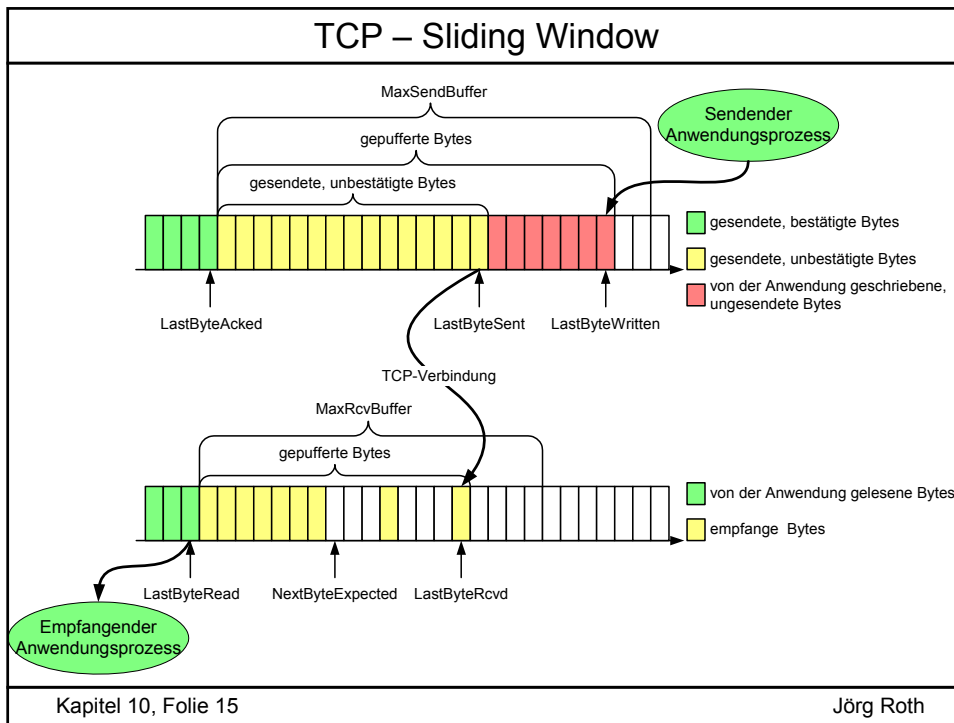 TCP – Sliding Window
MaxSendBuffer
Sendender
Anwendungsprozess
gepufferte Bytes
gesendete, unbestätigte Bytes
gesendete, bestätigte Bytes
gesendete, unbestätigte Bytes
von der Anwendung geschriebene,
ungesendete Bytes
LastByteAcked
LastByteSent
LastByteWritten
TCP-Verbindung
MaxRcvBuffer
gepufferte Bytes
von der Anwendung gelesene Bytes
empfange Bytes
LastByteRead
NextByteExpected
LastByteRcvd
Empfangender
Anwendungsprozess
Kapitel 10, Folie 15
Jörg Roth